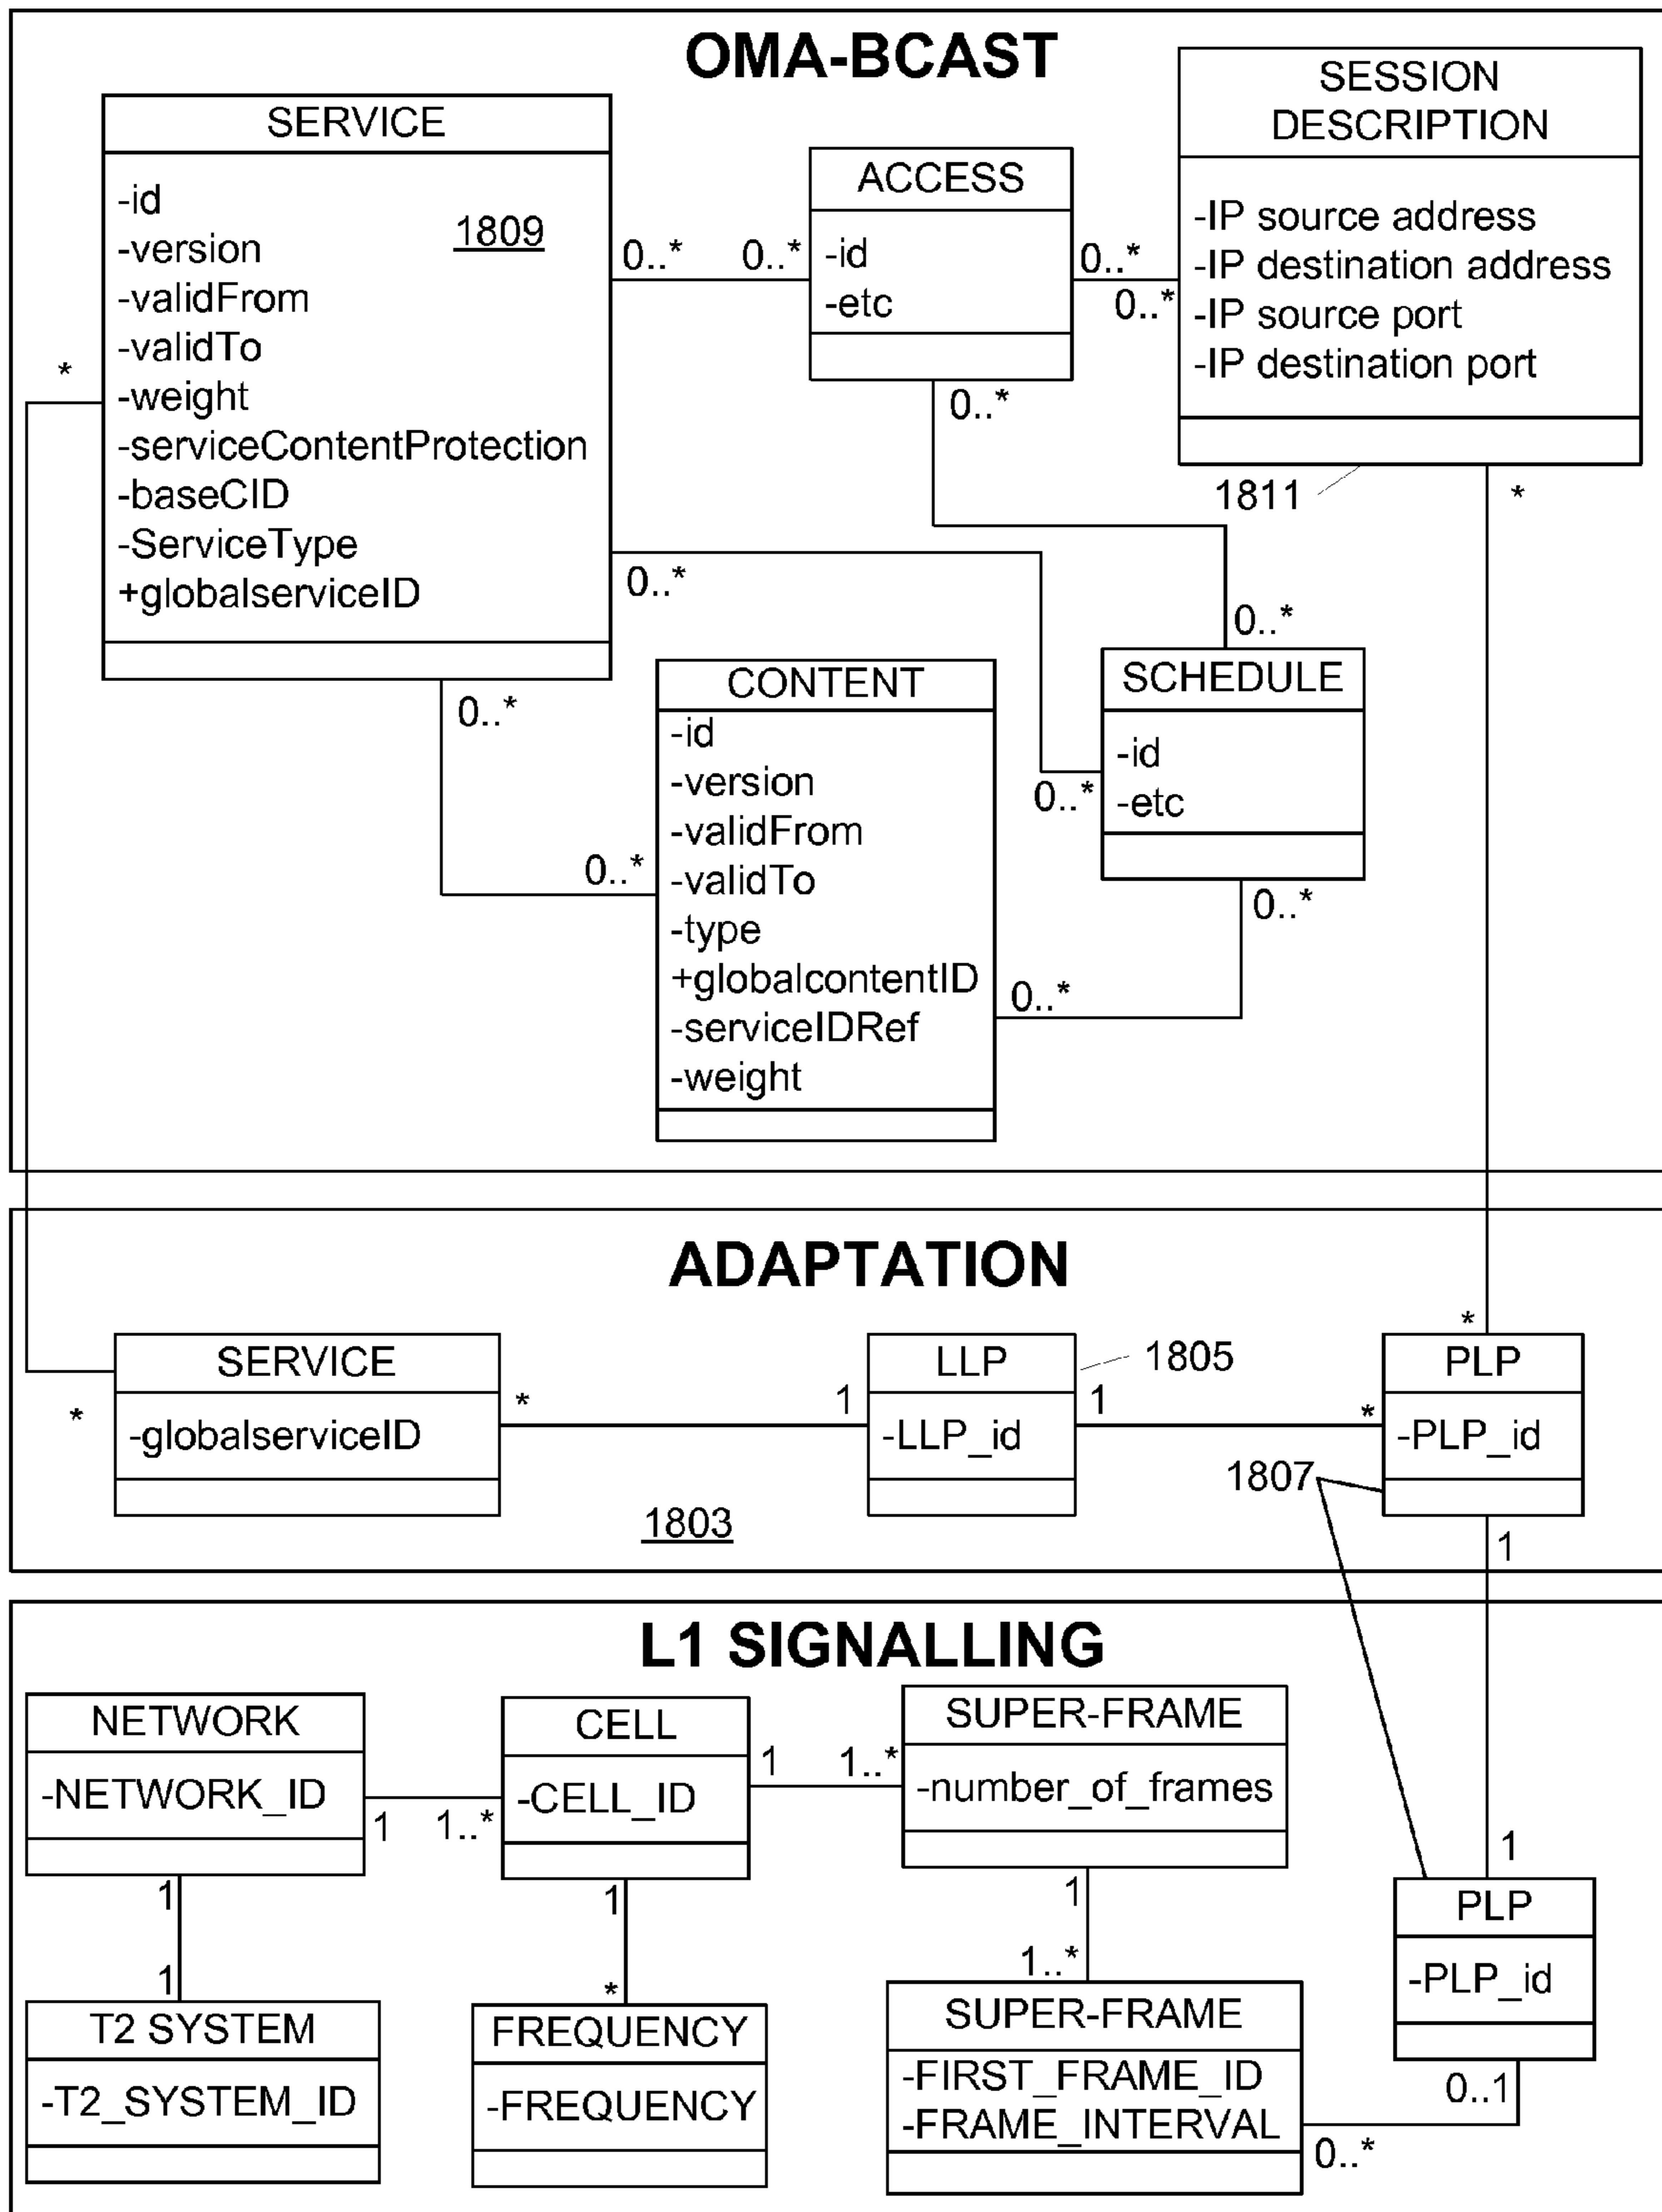 OMA-BCAST
SERVICE
-id
-version
-validFrom
-validTo
-weight
-serviceContentProtection
-baseCID
-ServiceType
+globalserviceID
1809
*
0..*
0..*
ACCESS
-id
-etc
0..*
0..*
SESSION
DESCRIPTION
-IP source address
-IP destination address
-IP source port
-IP destination port
1811
*
0..*
0..*
0..*
0..*
SCHEDULE
-id
-etc
0..*
0..*
0..*
CONTENT
-id
-version
-validFrom
-validTo
-type
+globalcontentID
-serviceIDRef
-weight
0..*
0..*
ADAPTATION
SERVICE
-globalserviceID
*
*
1
LLP
-LLP_id
1805
1
*
*
PLP
-PLP_id
1807
1803
1
L1 SIGNALLING
NETWORK
-NETWORK_ID
1
1..*
CELL
-CELL_ID
1
1..*
SUPER-FRAME
-number_of_frames
1
1
1
1
1
*
1..*
1
PLP
-PLP_id
0..1
T2 SYSTEM
-T2_SYSTEM_ID
FREQUENCY
-FREQUENCY
SUPER-FRAME
-FIRST_FRAME_ID
-FRAME_INTERVAL
0..*